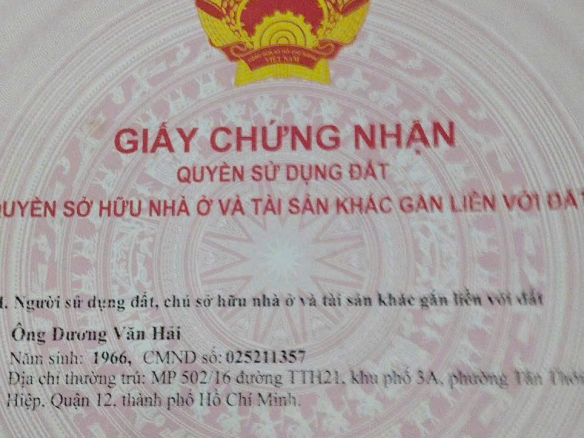 VIỆT NAM
GIẤY CHỨNG NHẬN
QUYỀN SỬ DỤNG ĐẤT
QUYỀN SỞ HỮU NHÀ Ở VÀ TÀI SẢN KHÁC GẮN LIỀN VỚI ĐẤT
I. Người sử dụng đất, chủ sở hữu nhà ở và tài sản khác gắn liền với đất
Ông Dương Văn Hải
Năm sinh: 1966, CMND số: 025211357
Địa chỉ thường trú: MP 502/16 đường TTH21, khu phố 3A, phường Tân Thới
Hiệp, Quận 12, thành phố Hồ Chí Minh.